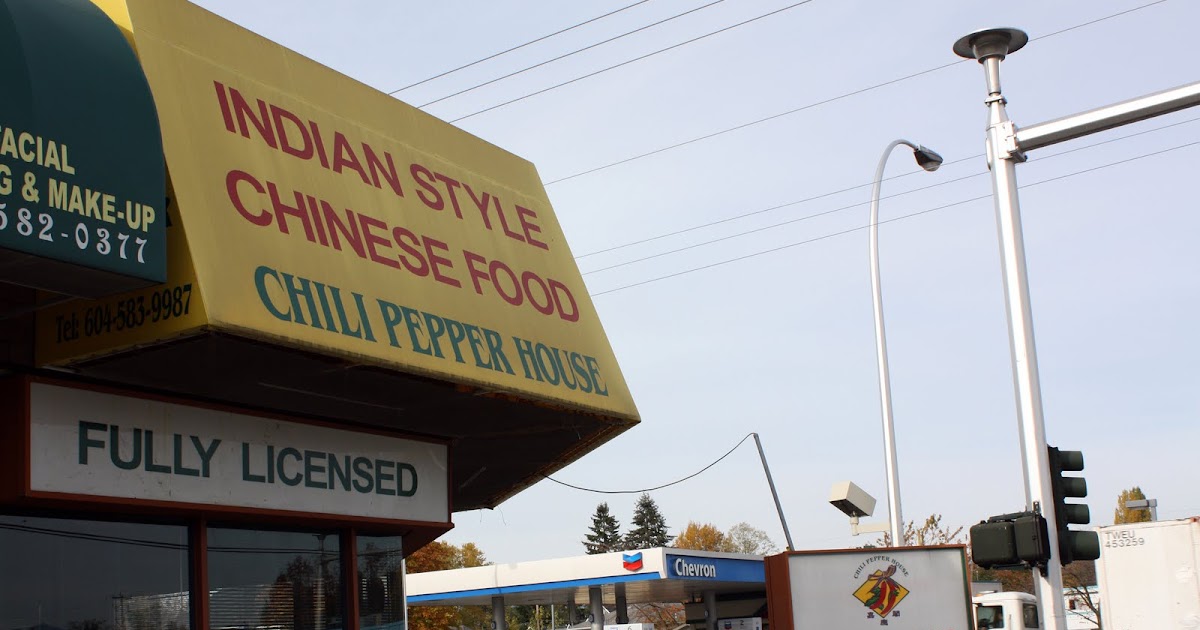 FACIAL
G & MAKE-UP
582-0377
INDIAN STYLE
CHINESE FOOD
CHILI PEPPER HOUSE
Tel: 604-583-9987
FULLY LICENSED
Chevron
CHILI PEPPER HOUSE
TWEU
453259